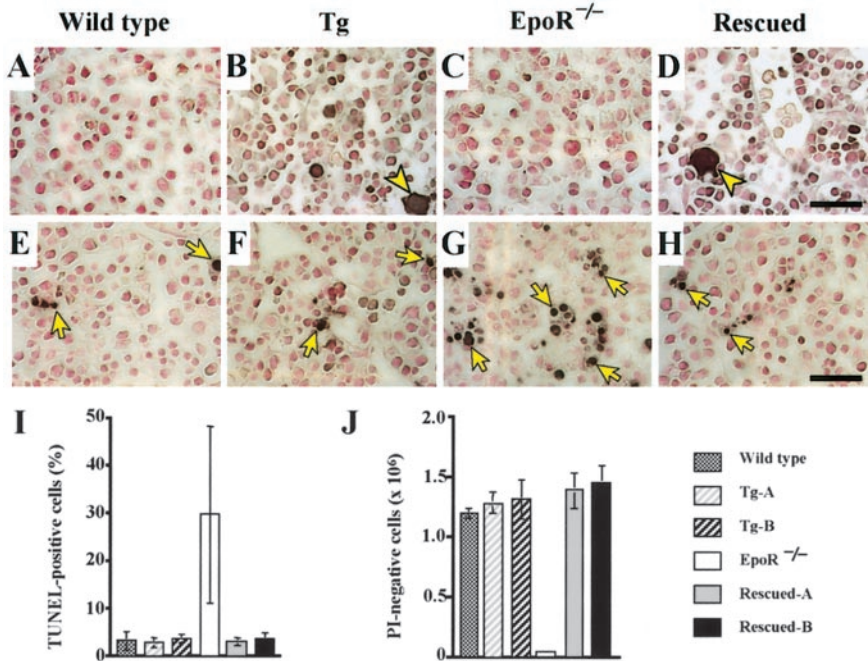 Wild type Tg EpoR⁻/⁻ Rescued
A B C D
E F G H
I J
TUNEL-positive cells (%)
50
40
30
20
10
0
PI-negative cells (x 10⁶)
2.0
1.5
1.0
0.5
0
Wild type
Tg-A
Tg-B
EpoR⁻/⁻
Rescued-A
Rescued-B